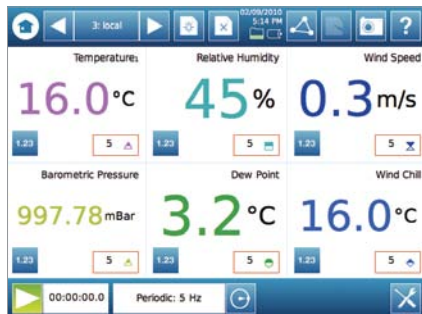 3: local
02/09/2010
5:14 PM
?
Temperature₁ Relative Humidity Wind Speed
16.0°C 45% 0.3m/s
1.23 5 1.23 5 1.23 5
Barometric Pressure Dew Point Wind Chill
997.78mBar 3.2°C 16.0°C
1.23 5 1.23 5 1.23 5
00:00:00.0 Periodic: 5 Hz